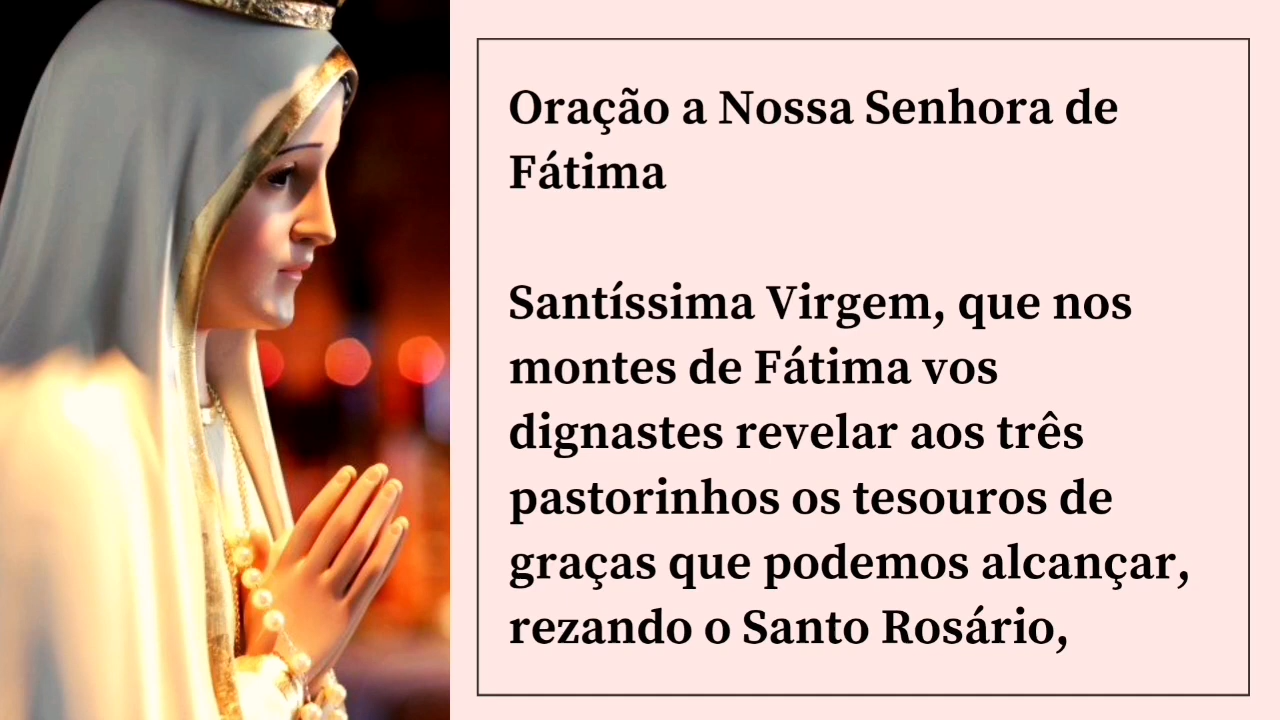 Oração a Nossa Senhora de
Fátima
Santíssima Virgem, que nos
montes de Fátima vos
dignastes revelar aos três
pastorinhos os tesouros de
graças que podemos alcançar,
rezando o Santo Rosário,